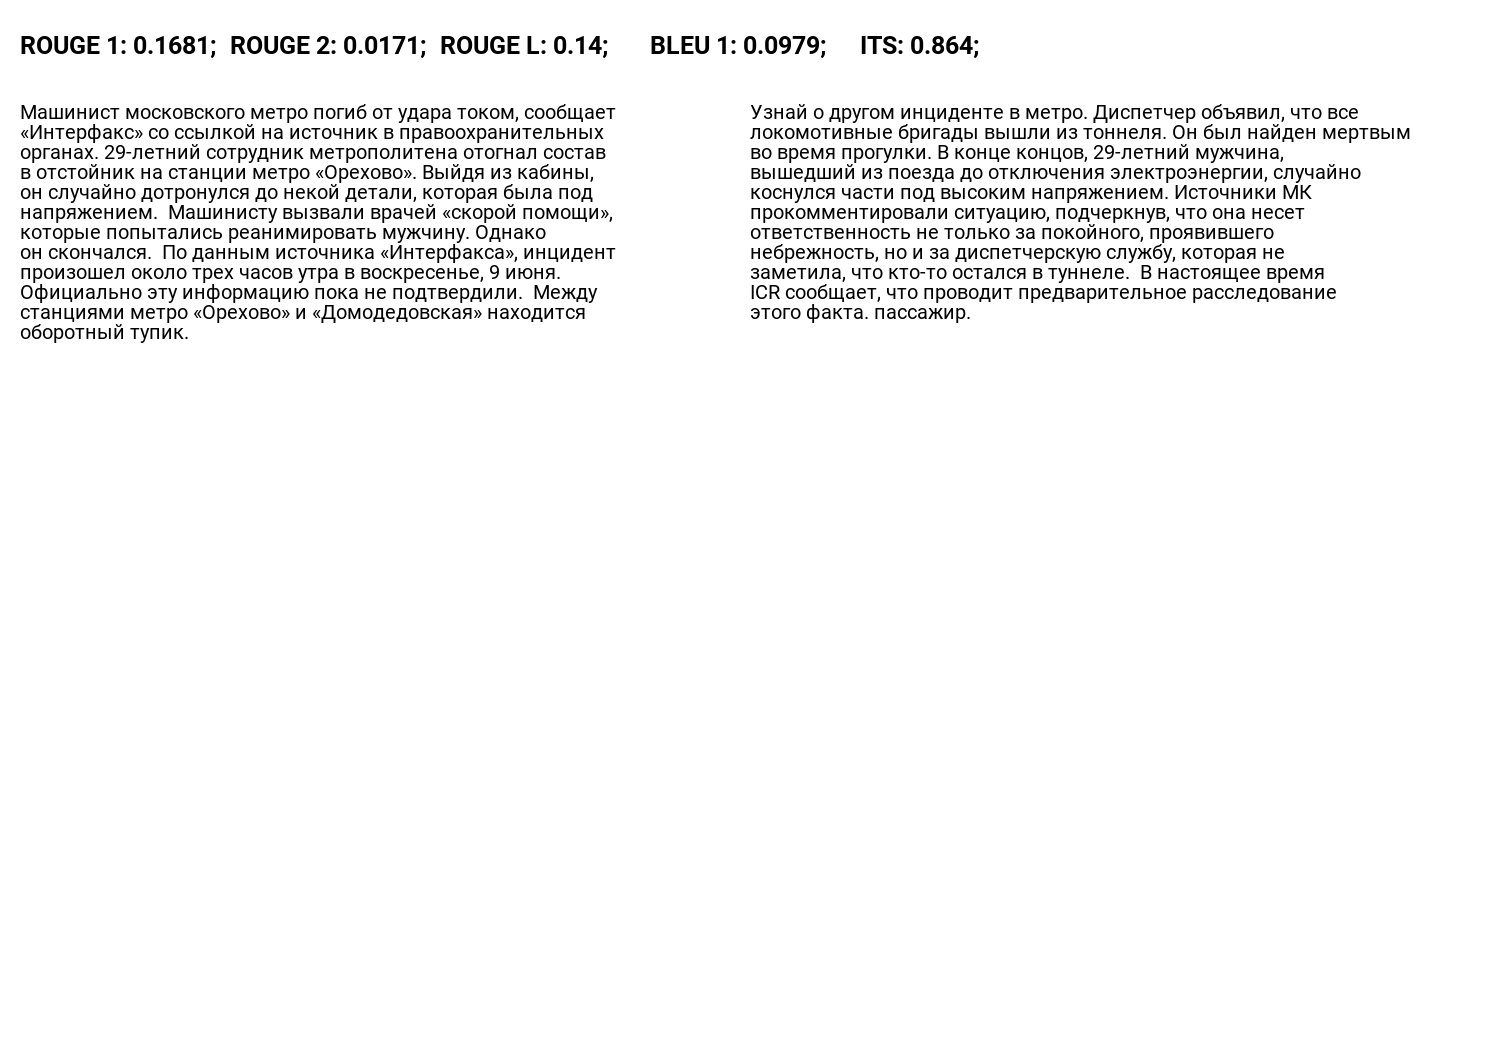 ROUGE 1: 0.1681; ROUGE 2: 0.0171; ROUGE L: 0.14; BLEU 1: 0.0979; ITS: 0.864;
Машинист московского метро погиб от удара током, сообщает
«Интерфакс» со ссылкой на источник в правоохранительных
органах. 29-летний сотрудник метрополитена отогнал состав
в отстойник на станции метро «Орехово». Выйдя из кабины,
он случайно дотронулся до некой детали, которая была под
напряжением.  Машинисту вызвали врачей «скорой помощи»,
которые попытались реанимировать мужчину. Однако
он скончался.  По данным источника «Интерфакса», инцидент
произошел около трех часов утра в воскресенье, 9 июня.
Официально эту информацию пока не подтвердили.  Между
станциями метро «Орехово» и «Домодедовская» находится
оборотный тупик.
Узнай о другом инциденте в метро. Диспетчер объявил, что все
локомотивные бригады вышли из тоннеля. Он был найден мертвым
во время прогулки. В конце концов, 29-летний мужчина,
вышедший из поезда до отключения электроэнергии, случайно
коснулся части под высоким напряжением. Источники МК
прокомментировали ситуацию, подчеркнув, что она несет
ответственность не только за покойного, проявившего
небрежность, но и за диспетчерскую службу, которая не
заметила, что кто-то остался в туннеле.  В настоящее время
ICR сообщает, что проводит предварительное расследование
этого факта. пассажир.